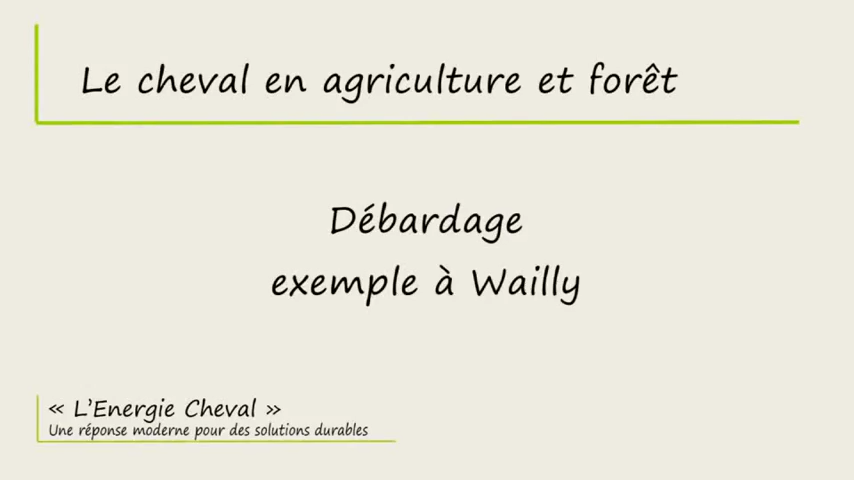 Le cheval en agriculture et forêt
Débardage
exemple à Wailly
« L'Energie Cheval »
Une réponse moderne pour des solutions durables